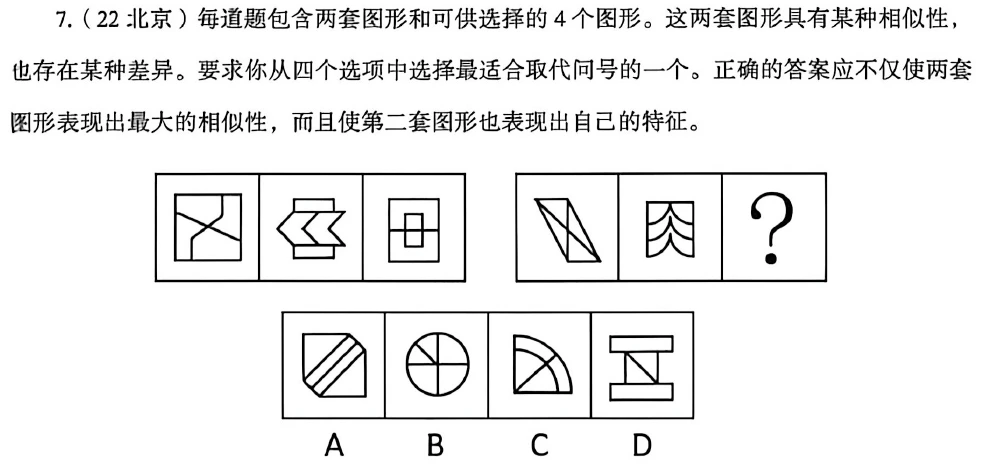 7.（22 北京）每道题包含两套图形和可供选择的 4 个图形。这两套图形具有某种相似性，
也存在某种差异。要求你从四个选项中选择最适合取代问号的一个。正确的答案应不仅使两套
图形表现出最大的相似性，而且使第二套图形也表现出自己的特征。
?
A B C D